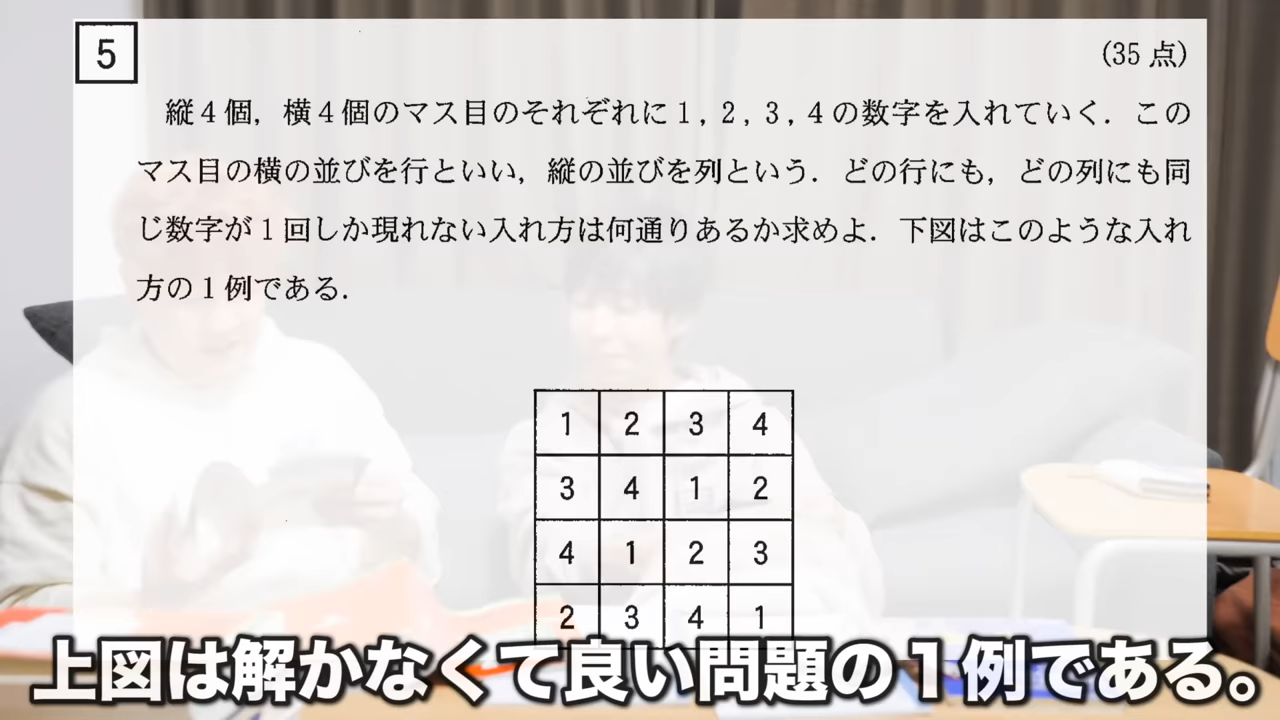 5
(35 点)
縦4個，横4個のマス目のそれぞれに1，2，3，4の数字を入れていく．この
マス目の横の並びを行といい，縦の並びを列という．どの行にも，どの列にも同
じ数字が1回しか現れない入れ方は何通りあるか求めよ．下図はこのような入れ
方の1例である．
1 2 3 4
3 4 1 2
4 1 2 3
2 3 4 1
上図は解かなくて良い問題の1例である。